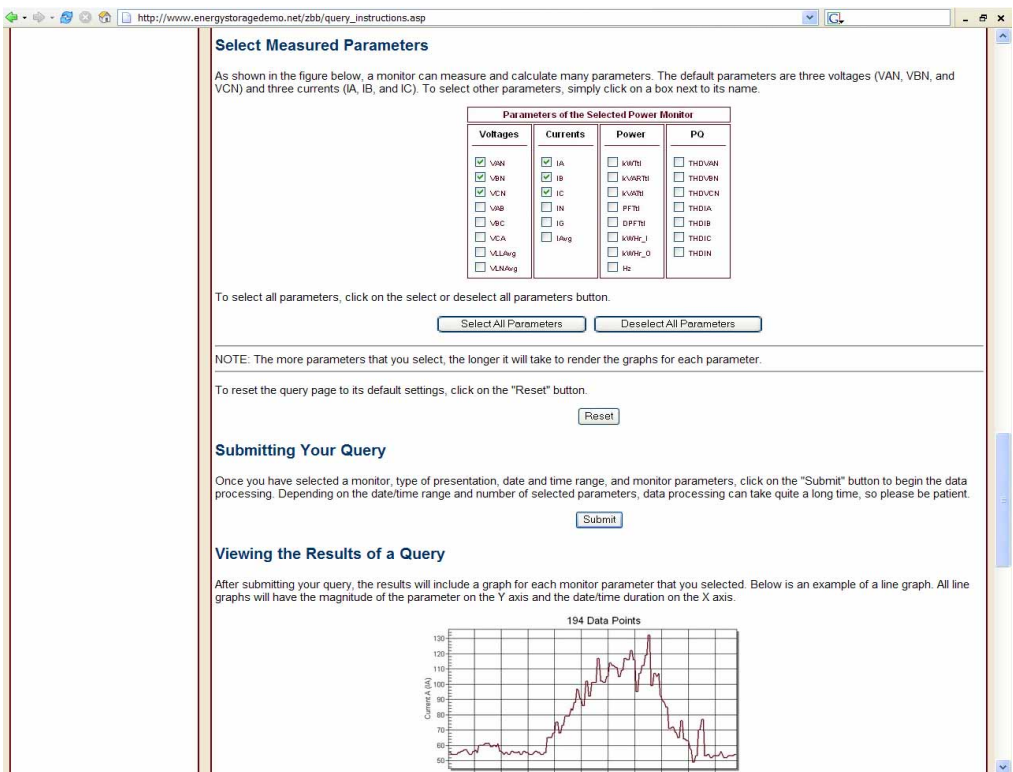 http://www.energystoragedemo.net/zbb/query_instructions.asp
Select Measured Parameters
As shown in the figure below, a monitor can measure and calculate many parameters. The default parameters are three voltages (VAN, VBN, and
VCN) and three currents (IA, IB, and IC). To select other parameters, simply click on a box next to its name.
Parameters of the Selected Power Monitor
Voltages Currents Power PQ
VAN IA kWTtl THDVAN
VBN IB kVARTtl THDVBN
VCN IC kVATtl THDVCN
VAB IN PFTtl THDIA
VBC IG DPFTtl THDIB
VCA IAvg kWHr_I THDIC
VLLAvg kWHr_O THDIN
VLNAvg Hz
To select all parameters, click on the select or deselect all parameters button.
Select All Parameters Deselect All Parameters
NOTE: The more parameters that you select, the longer it will take to render the graphs for each parameter.
To reset the query page to its default settings, click on the "Reset" button.
Reset
Submitting Your Query
Once you have selected a monitor, type of presentation, date and time range, and monitor parameters, click on the "Submit" button to begin the data
processing. Depending on the date/time range and number of selected parameters, data processing can take quite a long time, so please be patient.
Submit
Viewing the Results of a Query
After submitting your query, the results will include a graph for each monitor parameter that you selected. Below is an example of a line graph. All line
graphs will have the magnitude of the parameter on the Y axis and the date/time duration on the X axis.
194 Data Points
Current A (IA)
130
120
110
100
90
80
70
60
50